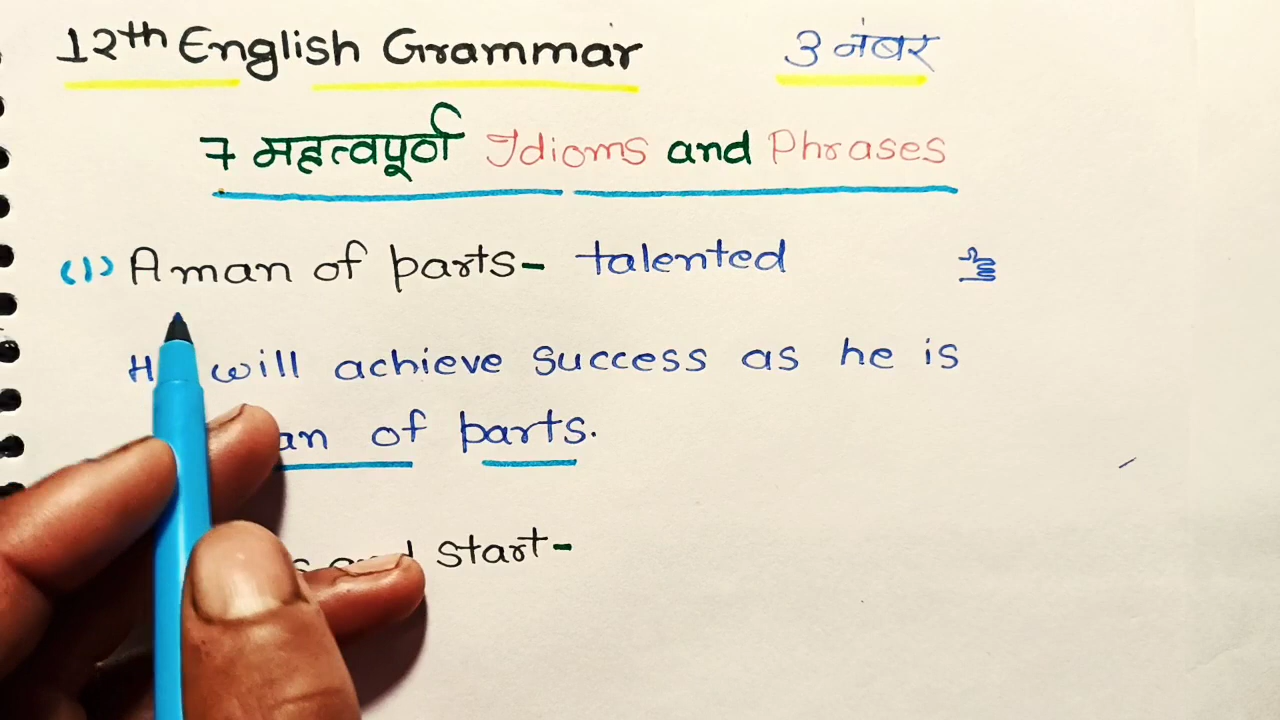 12th English Grammar 3 नंबर
7 महत्वपूर्ण Idioms and Phrases
(1) A man of parts- talented
will achieve success as he is
of parts.
start-